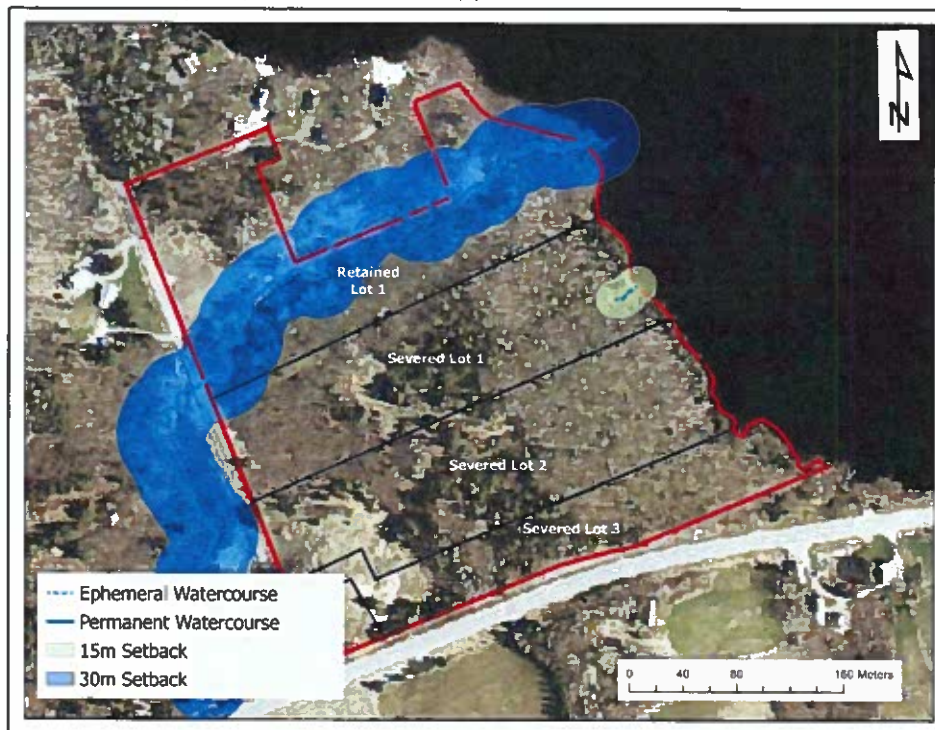 N
Retained
Lot 1
Severed Lot 1
Severed Lot 2
Severed Lot 3
Ephemeral Watercourse
Permanent Watercourse
15m Setback
30m Setback
0 40 80 160 Meters